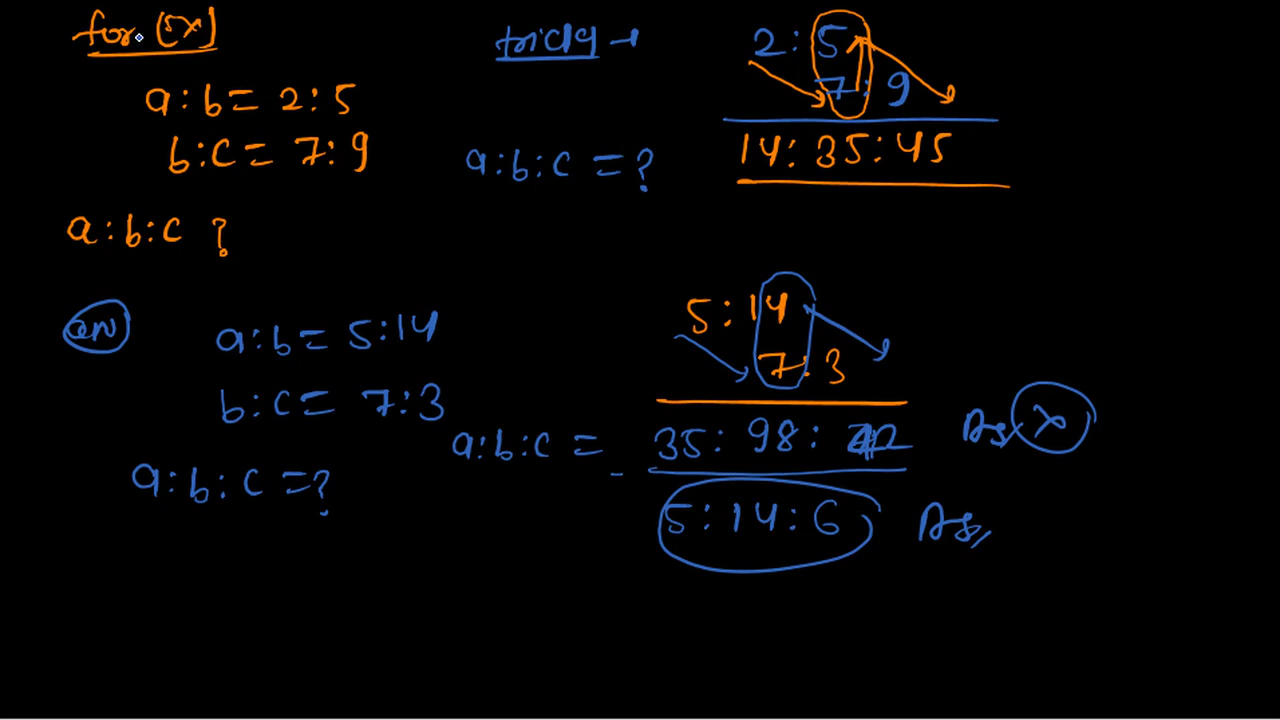 for. (EX)
a:b = 2:5
b:c = 7:9
a:b:c ?
trick →
2:5
7:9
a:b:c = ?
14:35:45
a:b = 5:14
b:c = 7:3
a:b:c = ?
5:14
7:3
a:b:c = 35:98:42
5:14:6